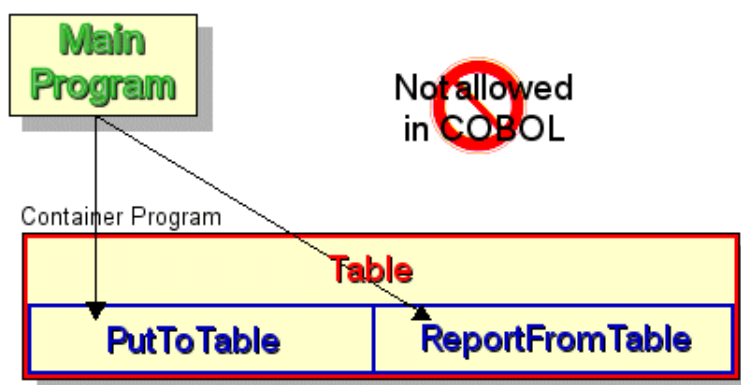 Main
Program
Not allowed
in COBOL
Container Program
Table
PutToTable
ReportFromTable